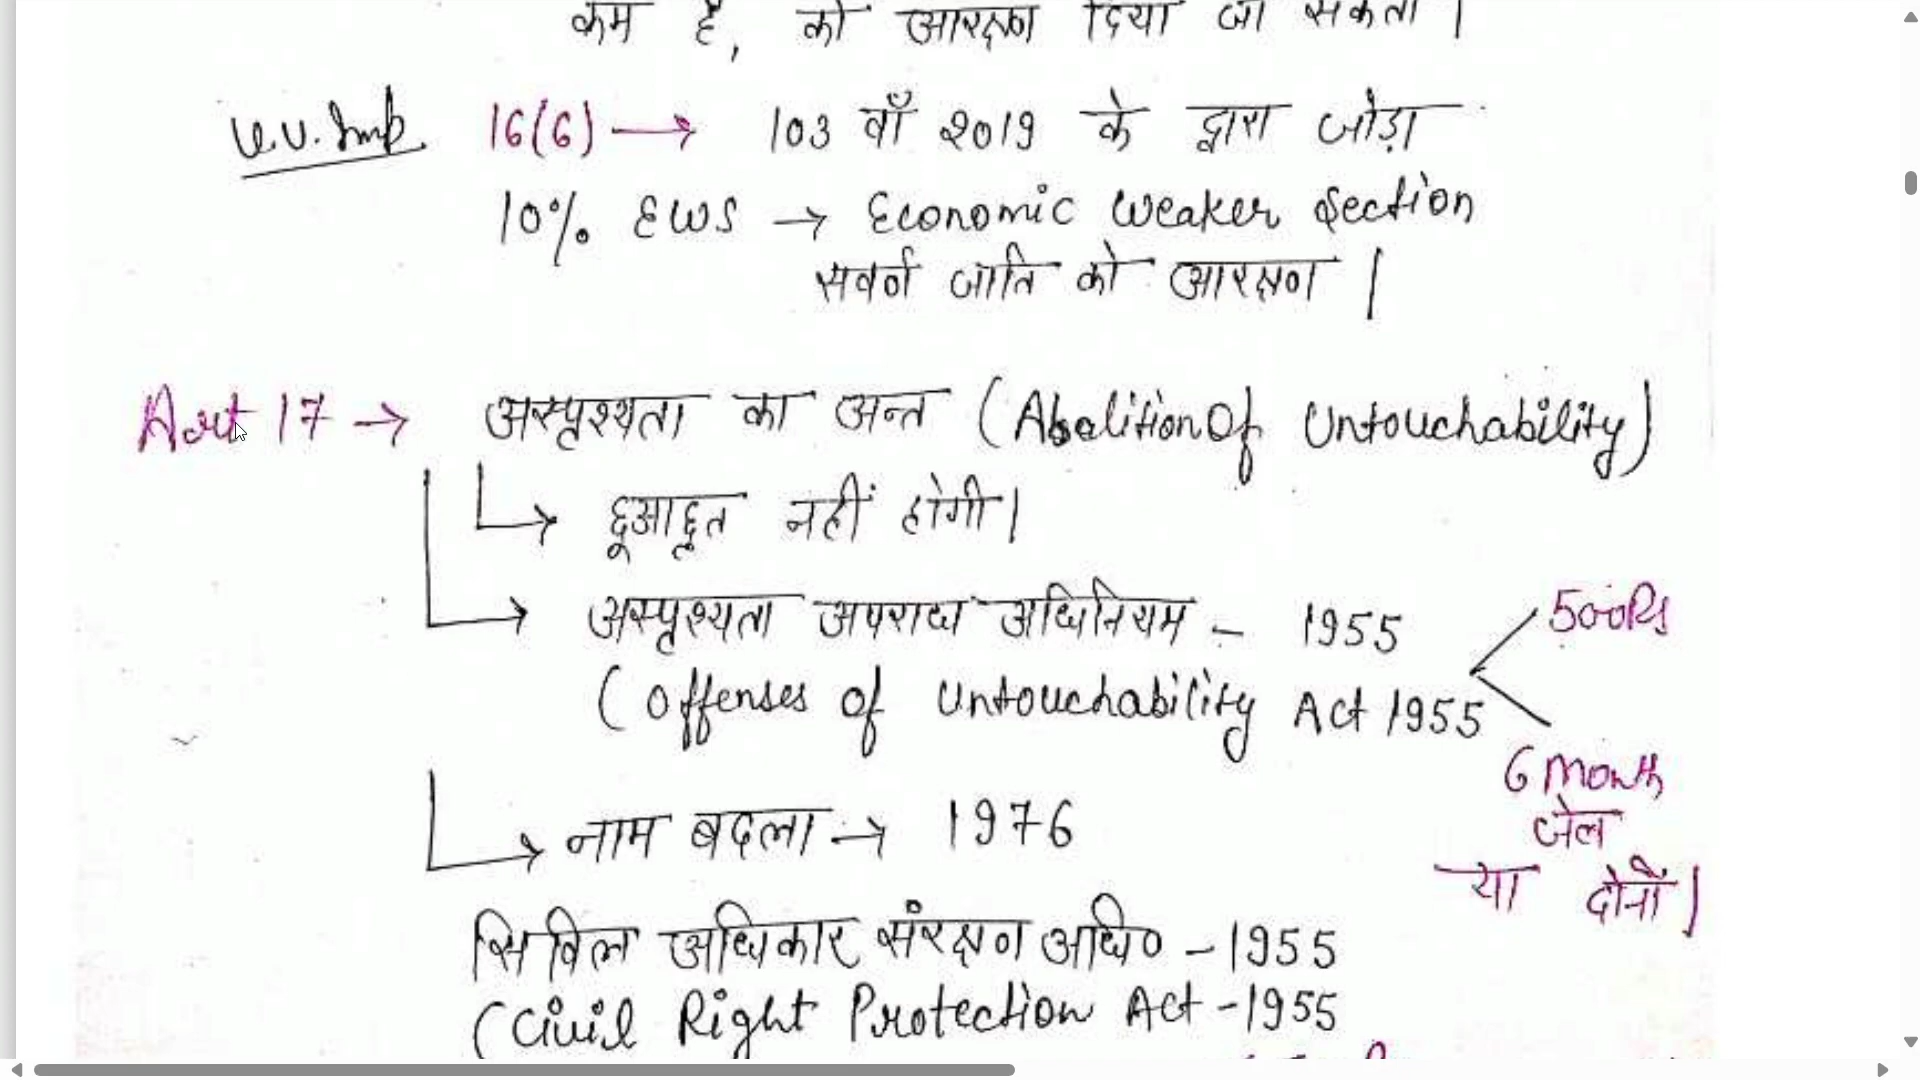 कम है, को आरक्षण दिया जा सकता।
V.V.Imp. 16(6) → 103 वाँ 2019 के द्वारा जोड़ा
10% EWS → Economic Weaker Section
सवर्ण जाति को आरक्षण।
Art 17 → अस्पृश्यता का अन्त (Abolition Of Untouchability)
→ छूआछूत नहीं होगी।
→ अस्पृश्यता अपराध अधिनियम - 1955
500Rs
(Offenses of Untouchability Act 1955
6 Month
जेल
या दोनों।
→ नाम बदला → 1976
सिविल अधिकार संरक्षण अधि० - 1955
(Civil Right Protection Act - 1955